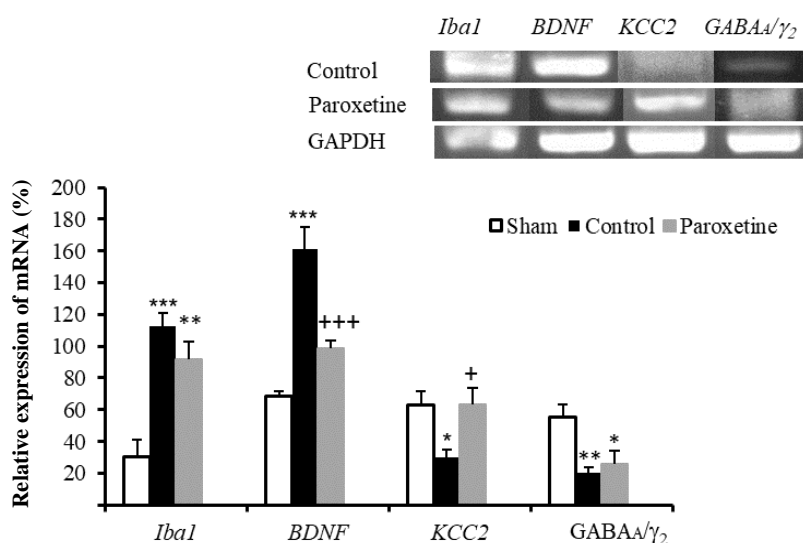 Iba1 BDNF KCC2 GABAA/γ2
Control
Paroxetine
GAPDH
Relative expression of mRNA (%)
200
180
160
140
120
100
80
60
40
20
Sham Control Paroxetine
***
**
***
+++
*
+
**
*
Iba1 BDNF KCC2 GABAA/γ2